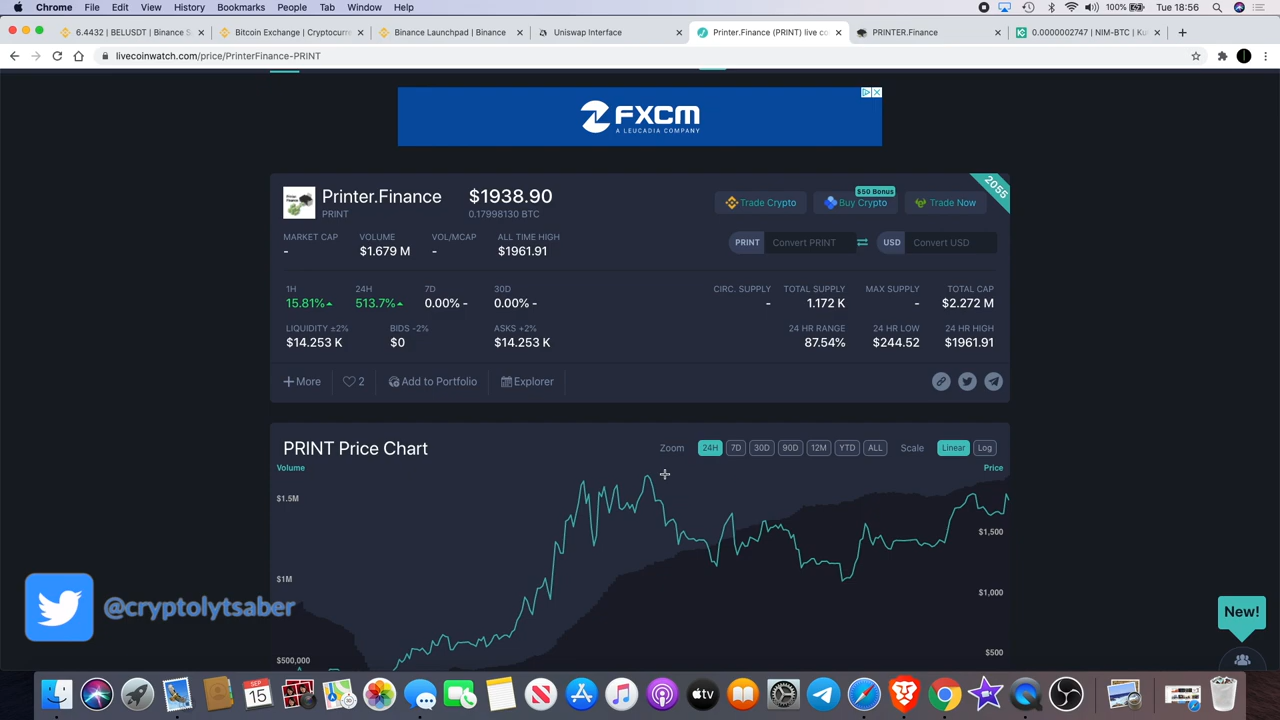 Chrome File Edit View History Bookmarks People Tab Window Help 100% Tue 18:56
6.4432 | BELUSDT | Binance S Bitcoin Exchange | Cryptocurre Binance Launchpad | Binance Uniswap Interface Printer.Finance (PRINT) live co PRINTER.Finance 0.0000002747 | NIM-BTC | Ku
livecoinwatch.com/price/PrinterFinance-PRINT
FXCM
A LEUCADIA COMPANY
2055
Printer.Finance $1938.90
PRINT 0.17998130 BTC
$50 Bonus
Trade Crypto Buy Crypto Trade Now
MARKET CAP VOLUME VOL/MCAP ALL TIME HIGH
- $1.679 M - $1961.91
PRINT Convert PRINT USD Convert USD
1H 24H 7D 30D CIRC. SUPPLY TOTAL SUPPLY MAX SUPPLY TOTAL CAP
15.81% 513.7% 0.00% - 0.00% - - 1.172 K - $2.272 M
LIQUIDITY ±2% BIDS -2% ASKS +2% 24 HR RANGE 24 HR LOW 24 HR HIGH
$14.253 K $0 $14.253 K 87.54% $244.52 $1961.91
More 2 Add to Portfolio Explorer
PRINT Price Chart Zoom 24H 7D 30D 90D 12M YTD ALL Scale Linear Log
Volume Price
$1.5M
$1,500
$1M
$1,000
@cryptolytsaber
New!
$500
$500,000
SEP
15
tv